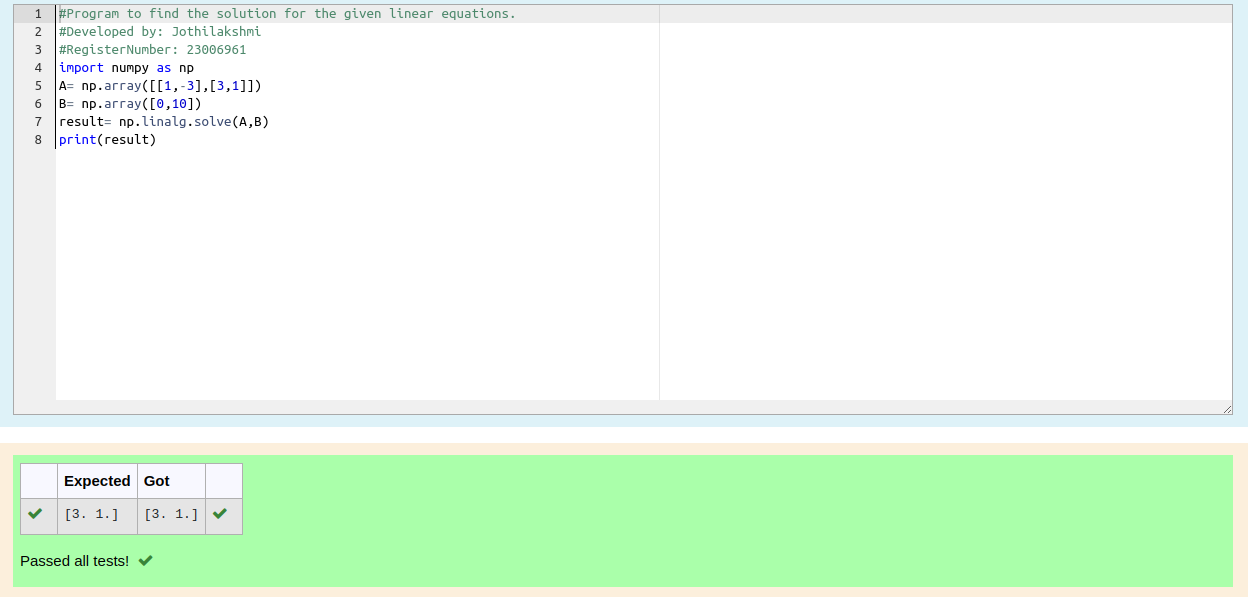 1 #Program to find the solution for the given linear equations.
2 #Developed by: Jothilakshmi
3 #RegisterNumber: 23006961
4 import numpy as np
5 A= np.array([[1,-3],[3,1]])
6 B= np.array([0,10])
7 result= np.linalg.solve(A,B)
8 print(result)
Expected Got
[3. 1.] [3. 1.]
Passed all tests!